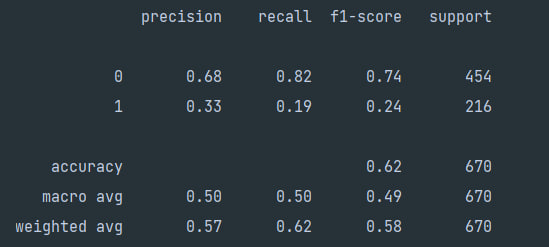 precision recall f1-score support
0 0.68 0.82 0.74 454
1 0.33 0.19 0.24 216
accuracy 0.62 670
macro avg 0.50 0.50 0.49 670
weighted avg 0.57 0.62 0.58 670